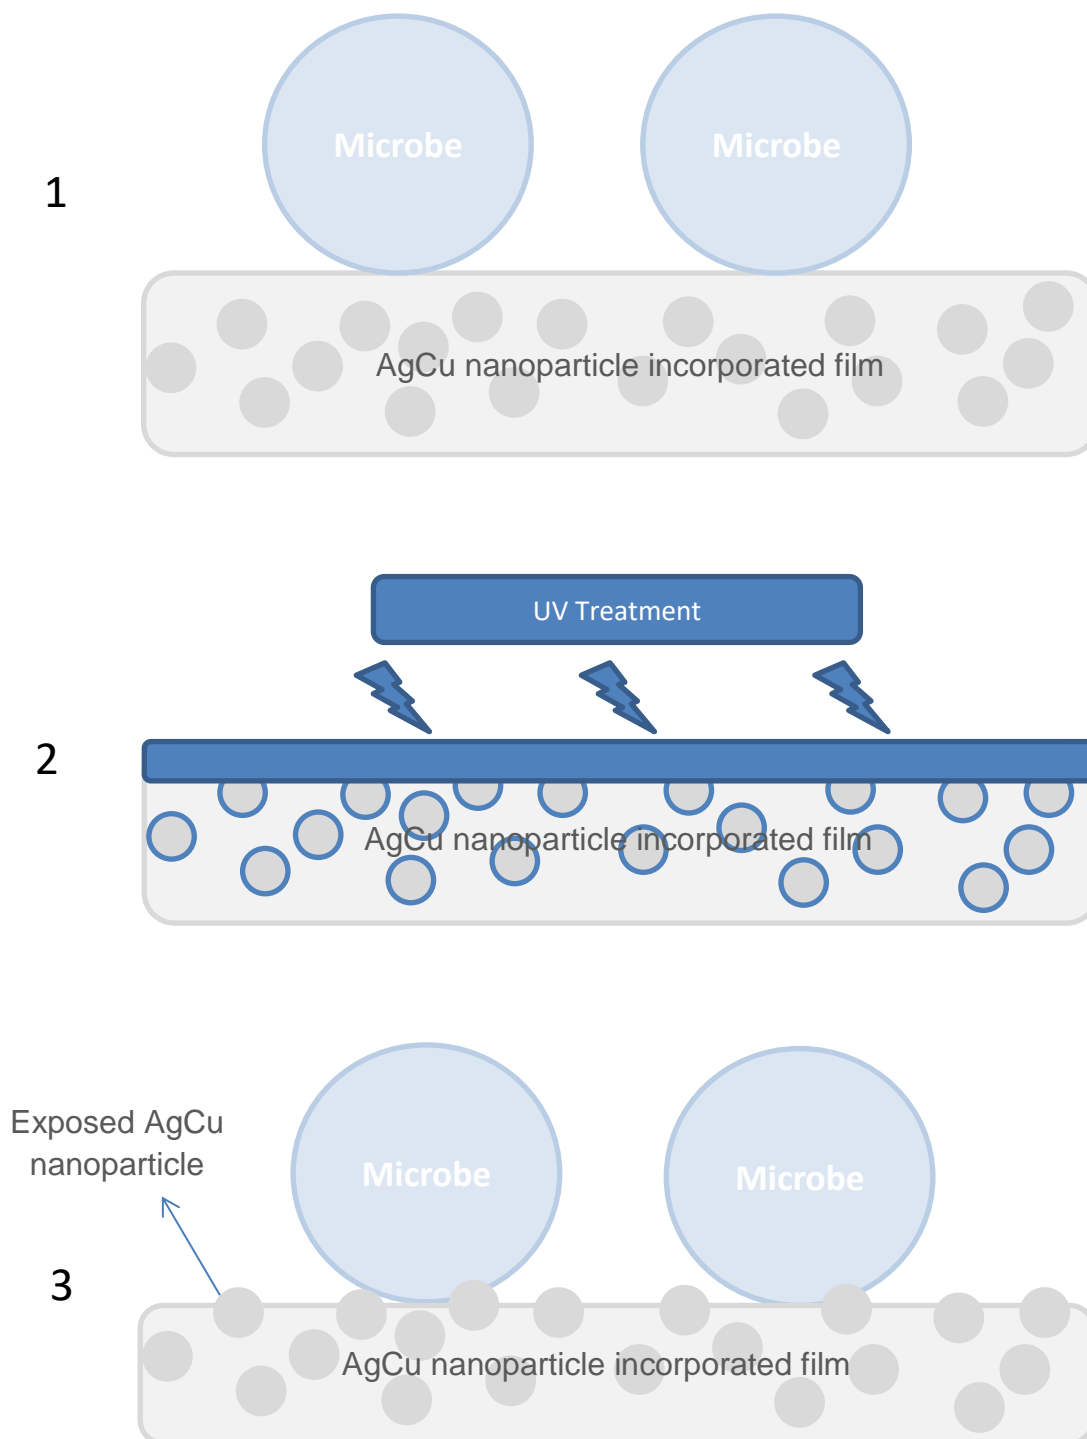 Microbe
Microbe
1
AgCu nanoparticle incorporated film
UV Treatment
2
AgCu nanoparticle incorporated film
Exposed AgCu
nanoparticle
Microbe
Microbe
3
AgCu nanoparticle incorporated film